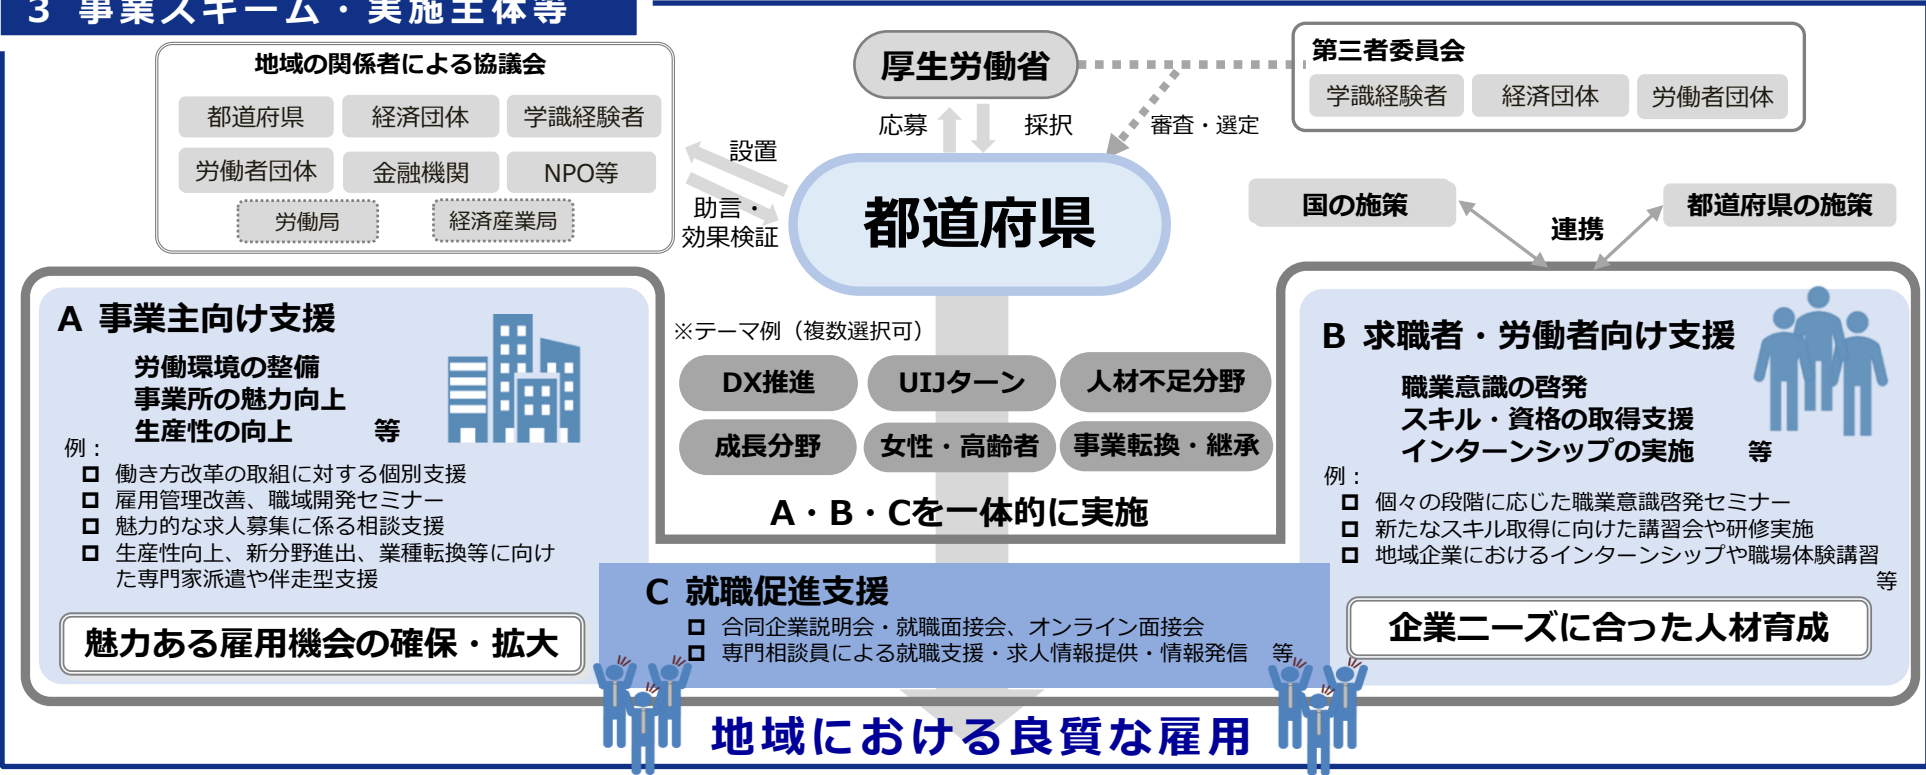 3 事業スキーム・実施主体等
地域の関係者による協議会
都道府県
経済団体
学識経験者
労働者団体
金融機関
NPO等
労働局
経済産業局
厚生労働省
応募
採択
審査・選定
第三者委員会
学識経験者
経済団体
労働者団体
設置
助言・
効果検証
都道府県
国の施策
連携
都道府県の施策
A 事業主向け支援
労働環境の整備
事業所の魅力向上
生産性の向上 等
例：
働き方改革の取組に対する個別支援
雇用管理改善、職域開発セミナー
魅力的な求人募集に係る相談支援
生産性向上、新分野進出、業種転換等に向け
た専門家派遣や伴走型支援
魅力ある雇用機会の確保・拡大
※テーマ例（複数選択可）
DX推進
UIJターン
人材不足分野
成長分野
女性・高齢者
事業転換・継承
A・B・Cを一体的に実施
B 求職者・労働者向け支援
職業意識の啓発
スキル・資格の取得支援
インターンシップの実施 等
例：
個々の段階に応じた職業意識啓発セミナー
新たなスキル取得に向けた講習会や研修実施
地域企業におけるインターンシップや職場体験講習
等
企業ニーズに合った人材育成
C 就職促進支援
合同企業説明会・就職面接会、オンライン面接会
専門相談員による就職支援・求人情報提供・情報発信 等
地域における良質な雇用